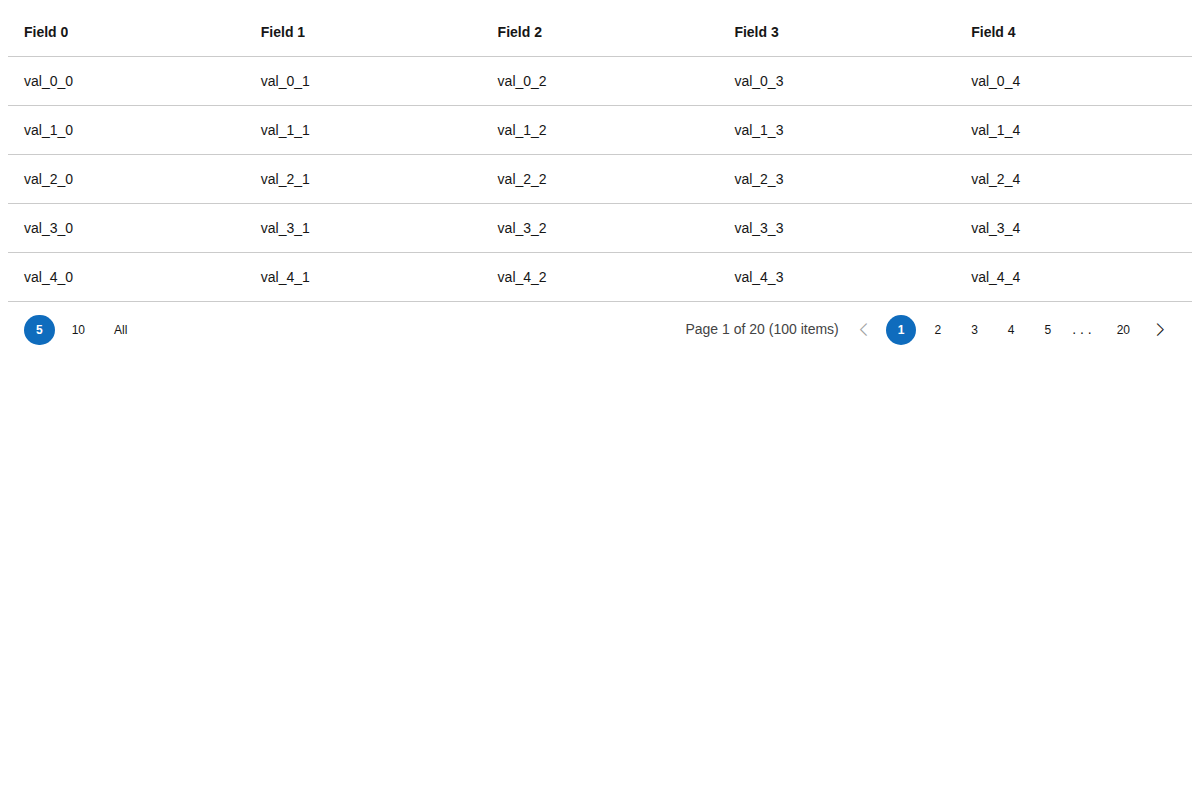 Field 0 Field 1 Field 2 Field 3 Field 4
val_0_0 val_0_1 val_0_2 val_0_3 val_0_4
val_1_0 val_1_1 val_1_2 val_1_3 val_1_4
val_2_0 val_2_1 val_2_2 val_2_3 val_2_4
val_3_0 val_3_1 val_3_2 val_3_3 val_3_4
val_4_0 val_4_1 val_4_2 val_4_3 val_4_4
5 10 All Page 1 of 20 (100 items) 1 2 3 4 5 . . . 20